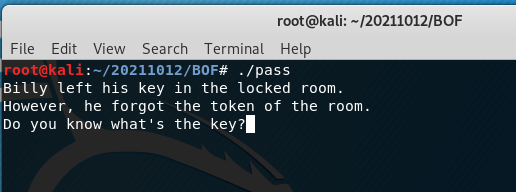 root@kali: ~/20211012/BOF
File Edit View Search Terminal Help
root@kali:~/20211012/BOF# ./pass
Billy left his key in the locked room.
However, he forgot the token of the room.
Do you know what's the key?